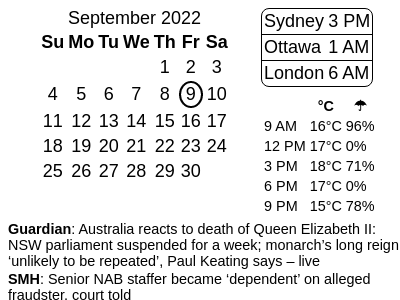 September 2022
Su Mo Tu We Th Fr Sa
1 2 3
4 5 6 7 8 9 10
11 12 13 14 15 16 17
18 19 20 21 22 23 24
25 26 27 28 29 30
Sydney 3 PM
Ottawa 1 AM
London 6 AM
°C ☂
9 AM 16°C 96%
12 PM 17°C 0%
3 PM 18°C 71%
6 PM 17°C 0%
9 PM 15°C 78%
Guardian: Australia reacts to death of Queen Elizabeth II:
NSW parliament suspended for a week; monarch’s long reign
‘unlikely to be repeated’, Paul Keating says – live
SMH: Senior NAB staffer became ‘dependent’ on alleged
fraudster, court told